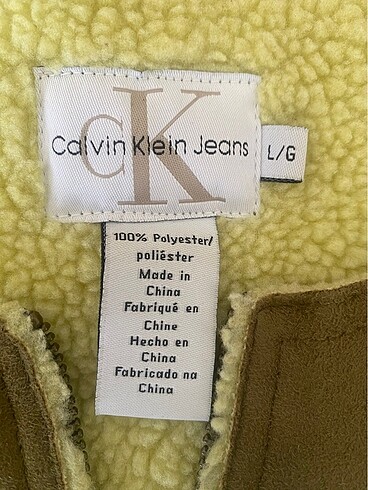 CK
Calvin Klein Jeans
L/G
100% Polyester/
poliéster
Made in
China
Fabriqué en
Chine
Hecho en
China
Fabricado na
China